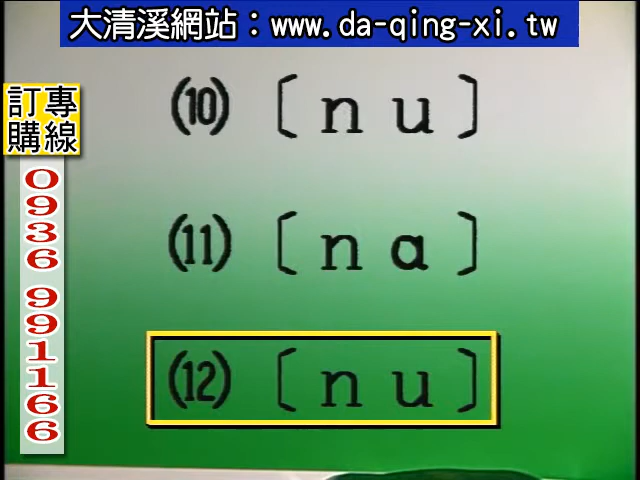 大清溪網站：www.da-qing-xi.tw
訂購專線
0936 991166
(10) 〔nu〕
(11) 〔na〕
(12) 〔nu〕